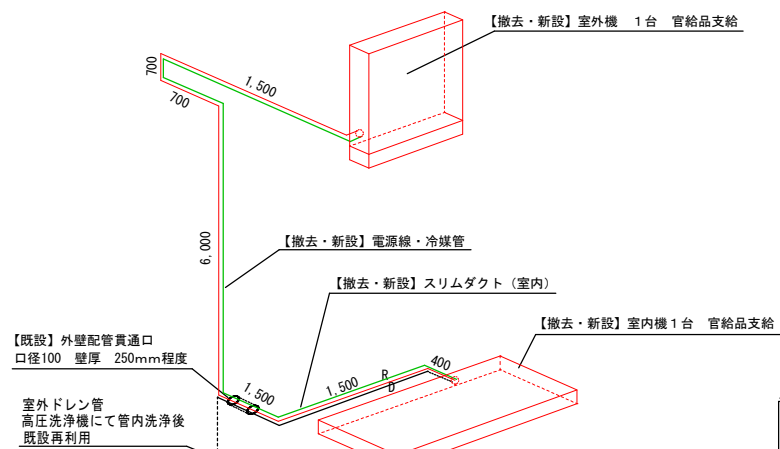 【撤去・新設】室外機　1台　官給品支給
700
1,500
700
6,000
【撤去・新設】電源線・冷媒管
【撤去・新設】スリムダクト（室内）
【撤去・新設】室内機１台　官給品支給
【既設】外壁配管貫通口
口径100　壁厚　250mm程度
1,500
1,500
R
D
400
室外ドレン管
高圧洗浄機にて管内洗浄後
既設再利用